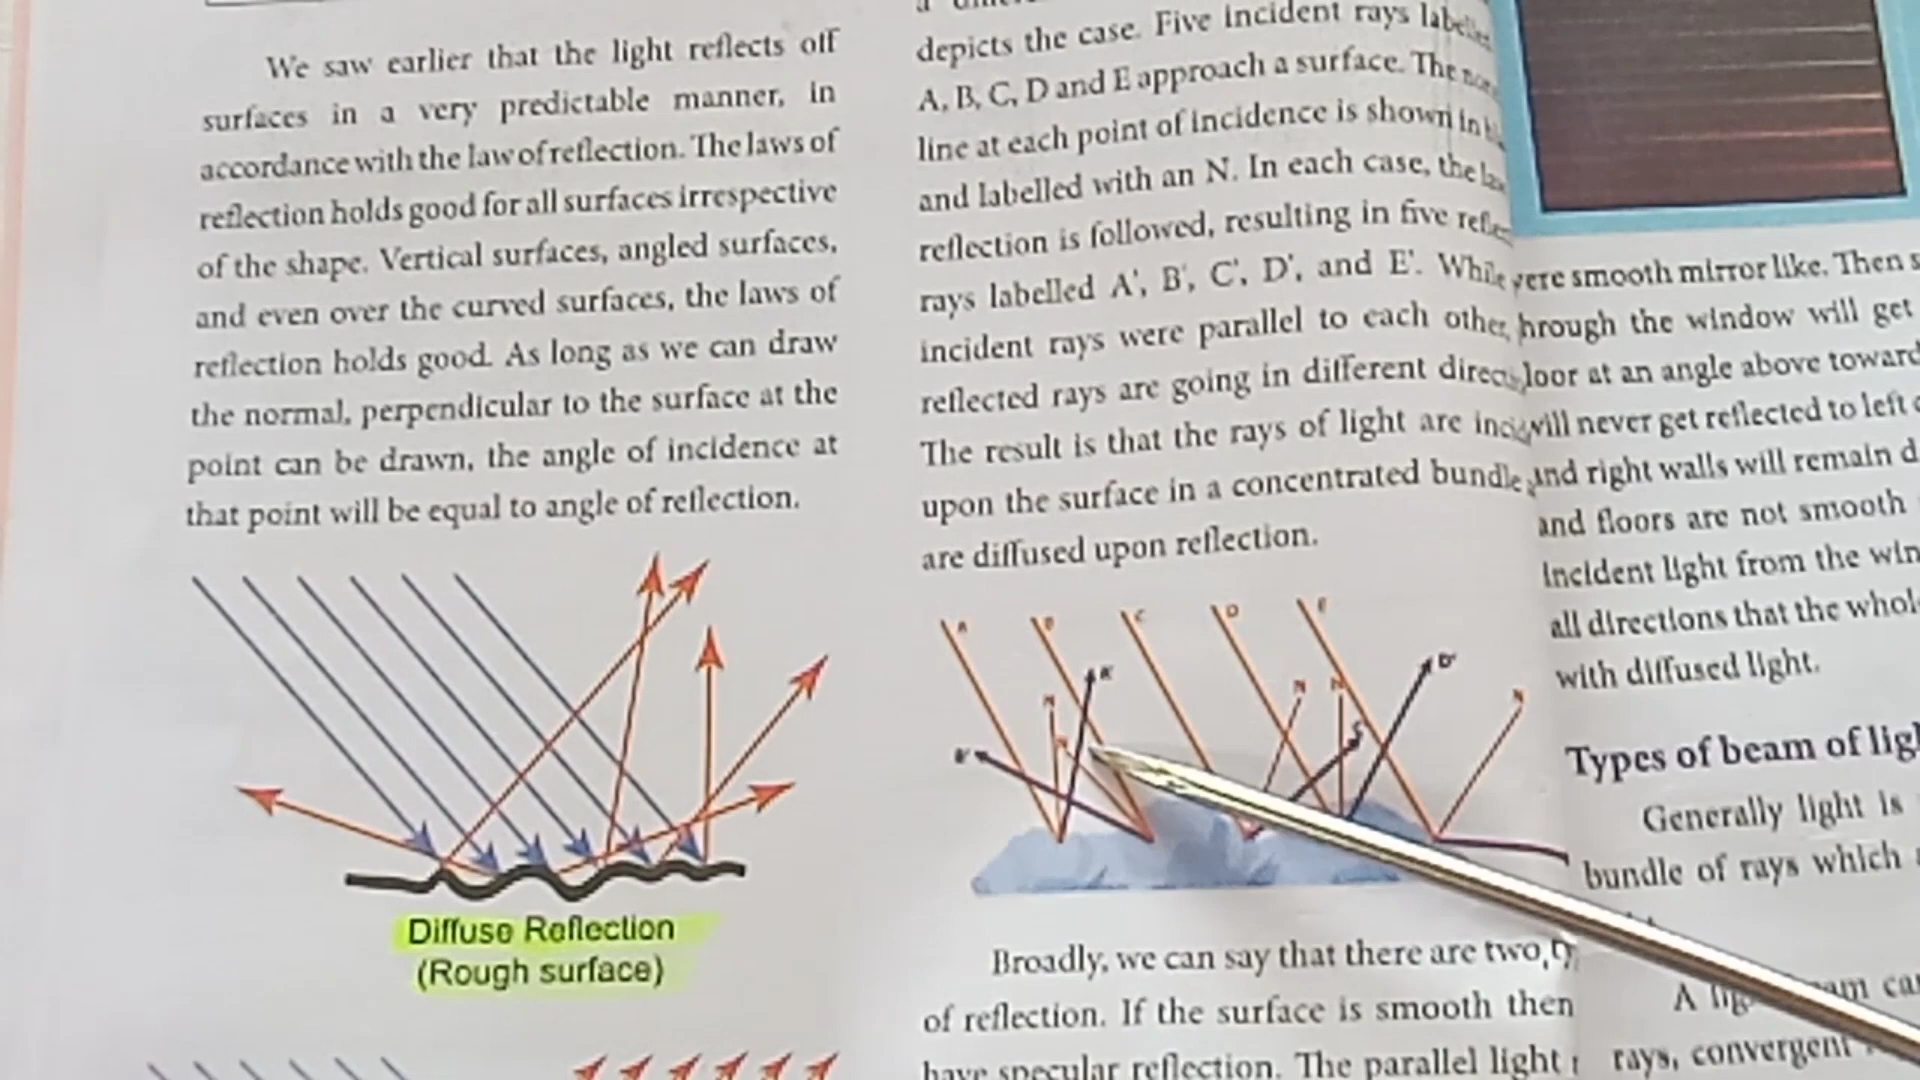 We saw earlier that the light reflects off
surfaces in a very predictable manner, in
accordance with the law of reflection. The laws of
reflection holds good for all surfaces irrespective
of the shape. Vertical surfaces, angled surfaces,
and even over the curved surfaces, the laws of
reflection holds good. As long as we can draw
the normal, perpendicular to the surface at the
point can be drawn, the angle of incidence at
that point will be equal to angle of reflection.
Diffuse Reflection
(Rough surface)
depicts the case. Five incident rays
A, B, C, D and E approach a surface. The
line at each point of incidence is shown in
and labelled with an N. In each case, the
reflection is followed, resulting in five
rays labelled A', B', C', D', and E'. While
incident rays were parallel to each other,
reflected rays are going in different
The result is that the rays of light are
upon the surface in a concentrated bundle
are diffused upon reflection.
A B C D E
N N N N
D'
Broadly, we can say that there are two
of reflection. If the surface is smooth then
have specular reflection. The parallel light
were smooth mirror like. Then
through the window will get
floor at an angle above
will never get reflected to left
and right walls will remain
and floors are not smooth
incident light from the
all directions that the
with diffused light.
Types of beam of
Generally light is
bundle of rays which
A
rays, convergent